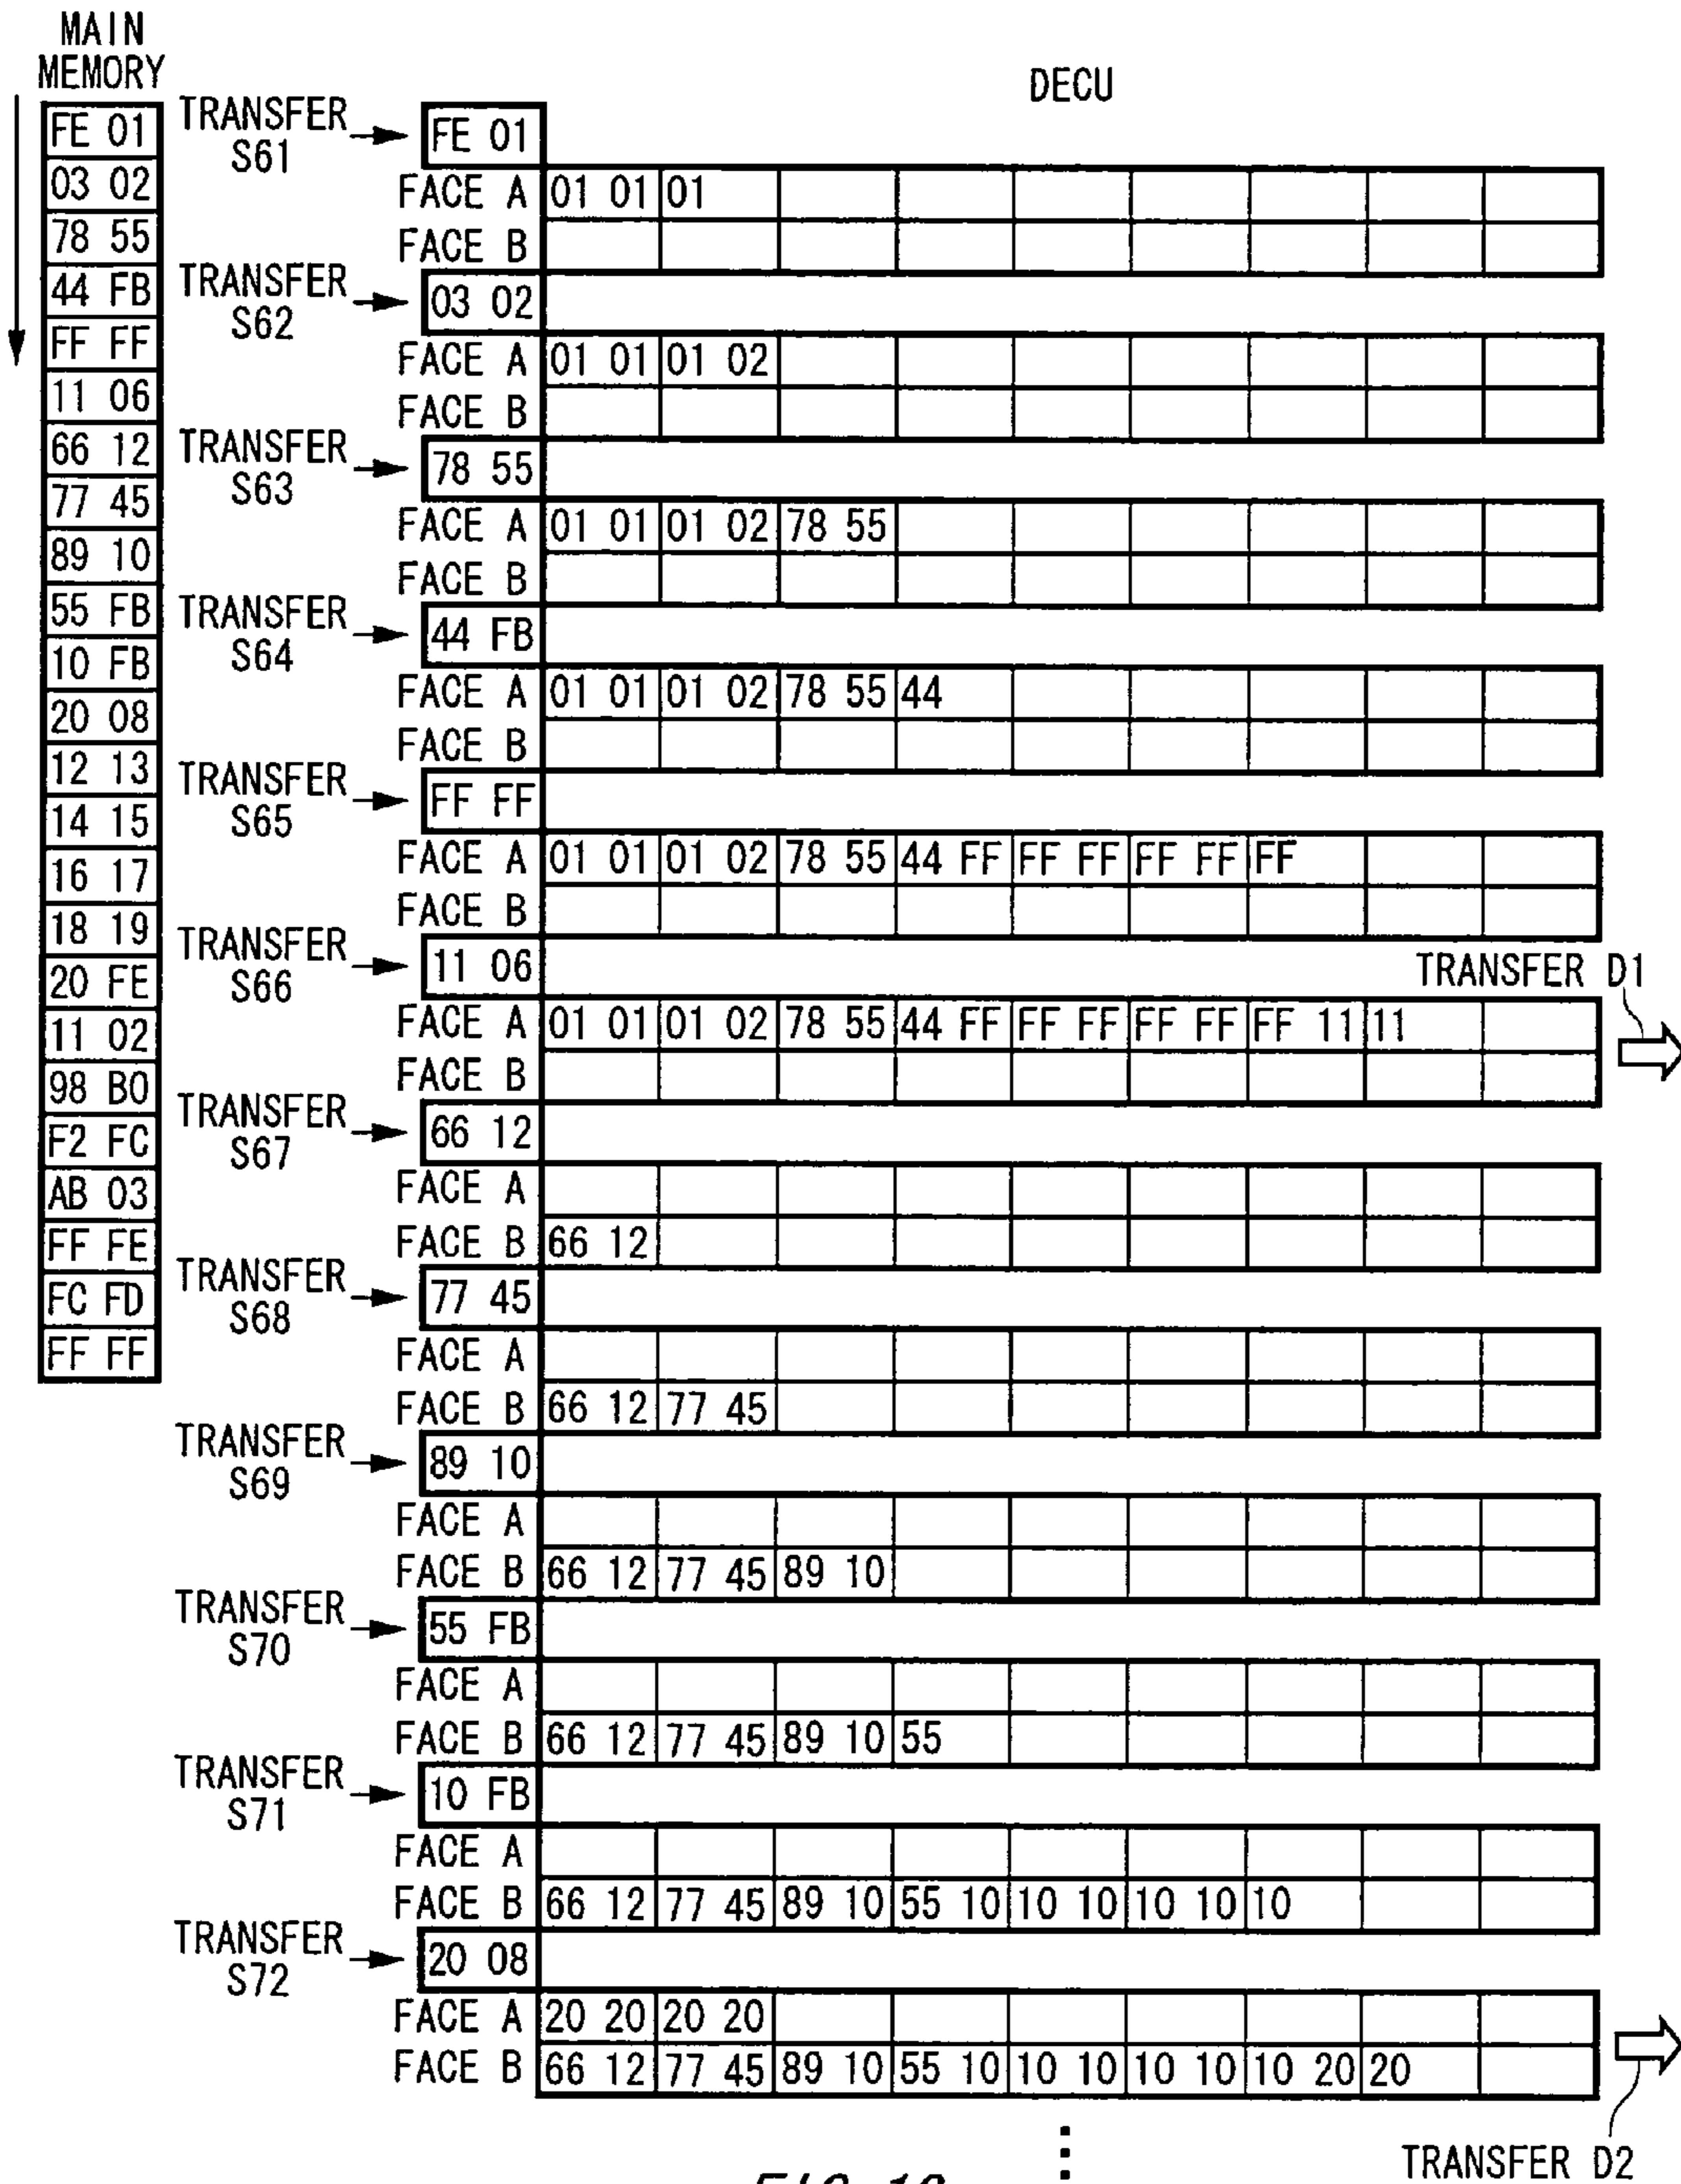 MAIN
MEMORY
FE 01
03 02
78 55
44 FB
FF FF
11 06
66 12
77 45
89 10
55 FB
10 FB
20 08
12 13
14 15
16 17
18 19
20 FE
11 02
98 B0
F2 FC
AB 03
FF FE
FC FD
FF FF
DECU
TRANSFER
S61
FE 01
FACE A 01 01 01
FACE B
TRANSFER
S62
03 02
FACE A 01 01 01 02
FACE B
TRANSFER
S63
78 55
FACE A 01 01 01 02 78 55
FACE B
TRANSFER
S64
44 FB
FACE A 01 01 01 02 78 55 44
FACE B
TRANSFER
S65
FF FF
FACE A 01 01 01 02 78 55 44 FF FF FF FF FF FF
FACE B
TRANSFER
S66
11 06
TRANSFER D1
FACE A 01 01 01 02 78 55 44 FF FF FF FF FF FF 11 11
FACE B
TRANSFER
S67
66 12
FACE A
FACE B 66 12
TRANSFER
S68
77 45
FACE A
FACE B 66 12 77 45
TRANSFER
S69
89 10
FACE A
FACE B 66 12 77 45 89 10
TRANSFER
S70
55 FB
FACE A
FACE B 66 12 77 45 89 10 55
TRANSFER
S71
10 FB
FACE A
FACE B 66 12 77 45 89 10 55 10 10 10 10 10 10
TRANSFER
S72
20 08
FACE A 20 20 20 20
FACE B 66 12 77 45 89 10 55 10 10 10 10 10 10 20 20
TRANSFER D2